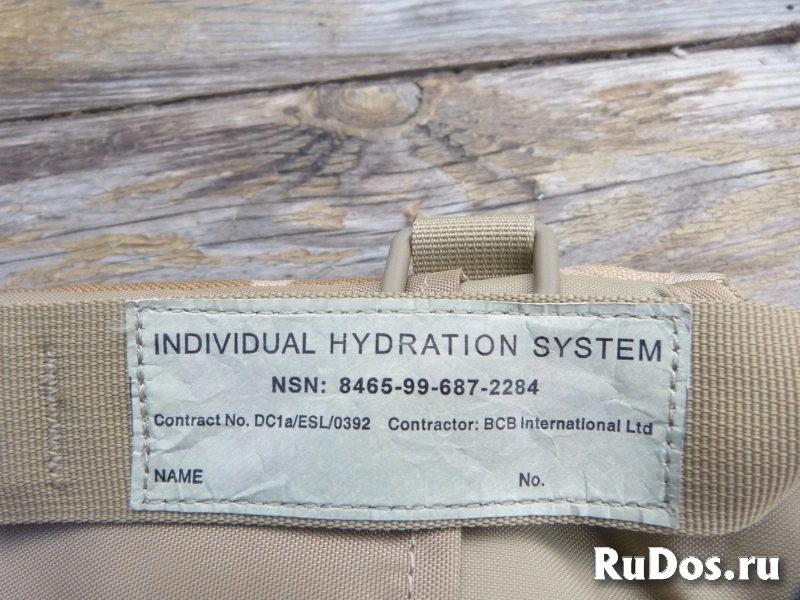 INDIVIDUAL HYDRATION SYSTEM
NSN: 8465-99-687-2284
Contract No. DC1a/ESL/0392 Contractor: BCB International Ltd
NAME No.
RuDos.ru